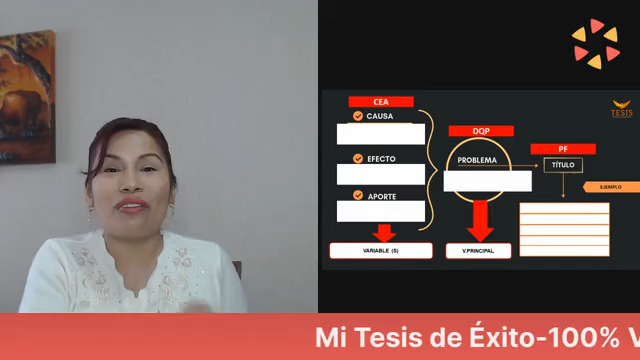 CEA
CAUSA
EFECTO
APORTE
VARIABLE (S)
DQP
PROBLEMA
V.PRINCIPAL
PF
TÍTULO
EJEMPLO
TESIS
Mi Tesis de Éxito-100% V